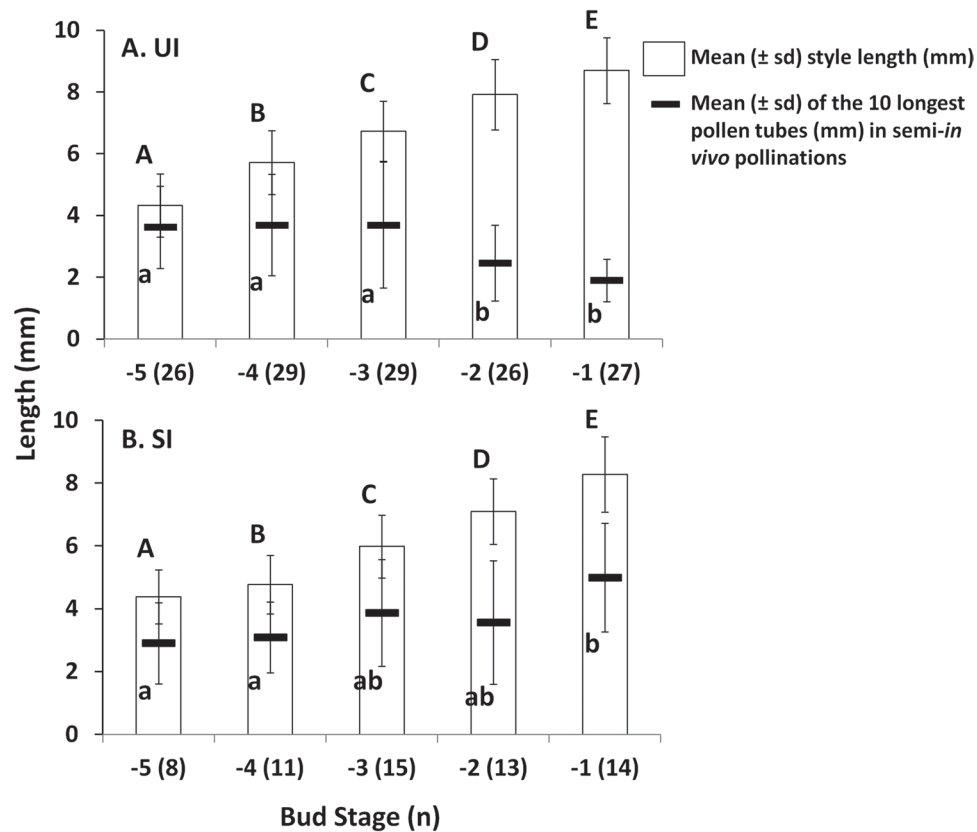 A. UI
10
8
6
4
2
0
A
B
C
D
E
a
a
a
b
b
-5 (26)
-4 (29)
-3 (29)
-2 (26)
-1 (27)
Mean (± sd) style length (mm)
Mean (± sd) of the 10 longest
pollen tubes (mm) in semi-in
vivo pollinations
Length (mm)
B. SI
10
8
6
4
2
0
A
B
C
D
E
a
a
ab
ab
b
-5 (8)
-4 (11)
-3 (15)
-2 (13)
-1 (14)
Bud Stage (n)